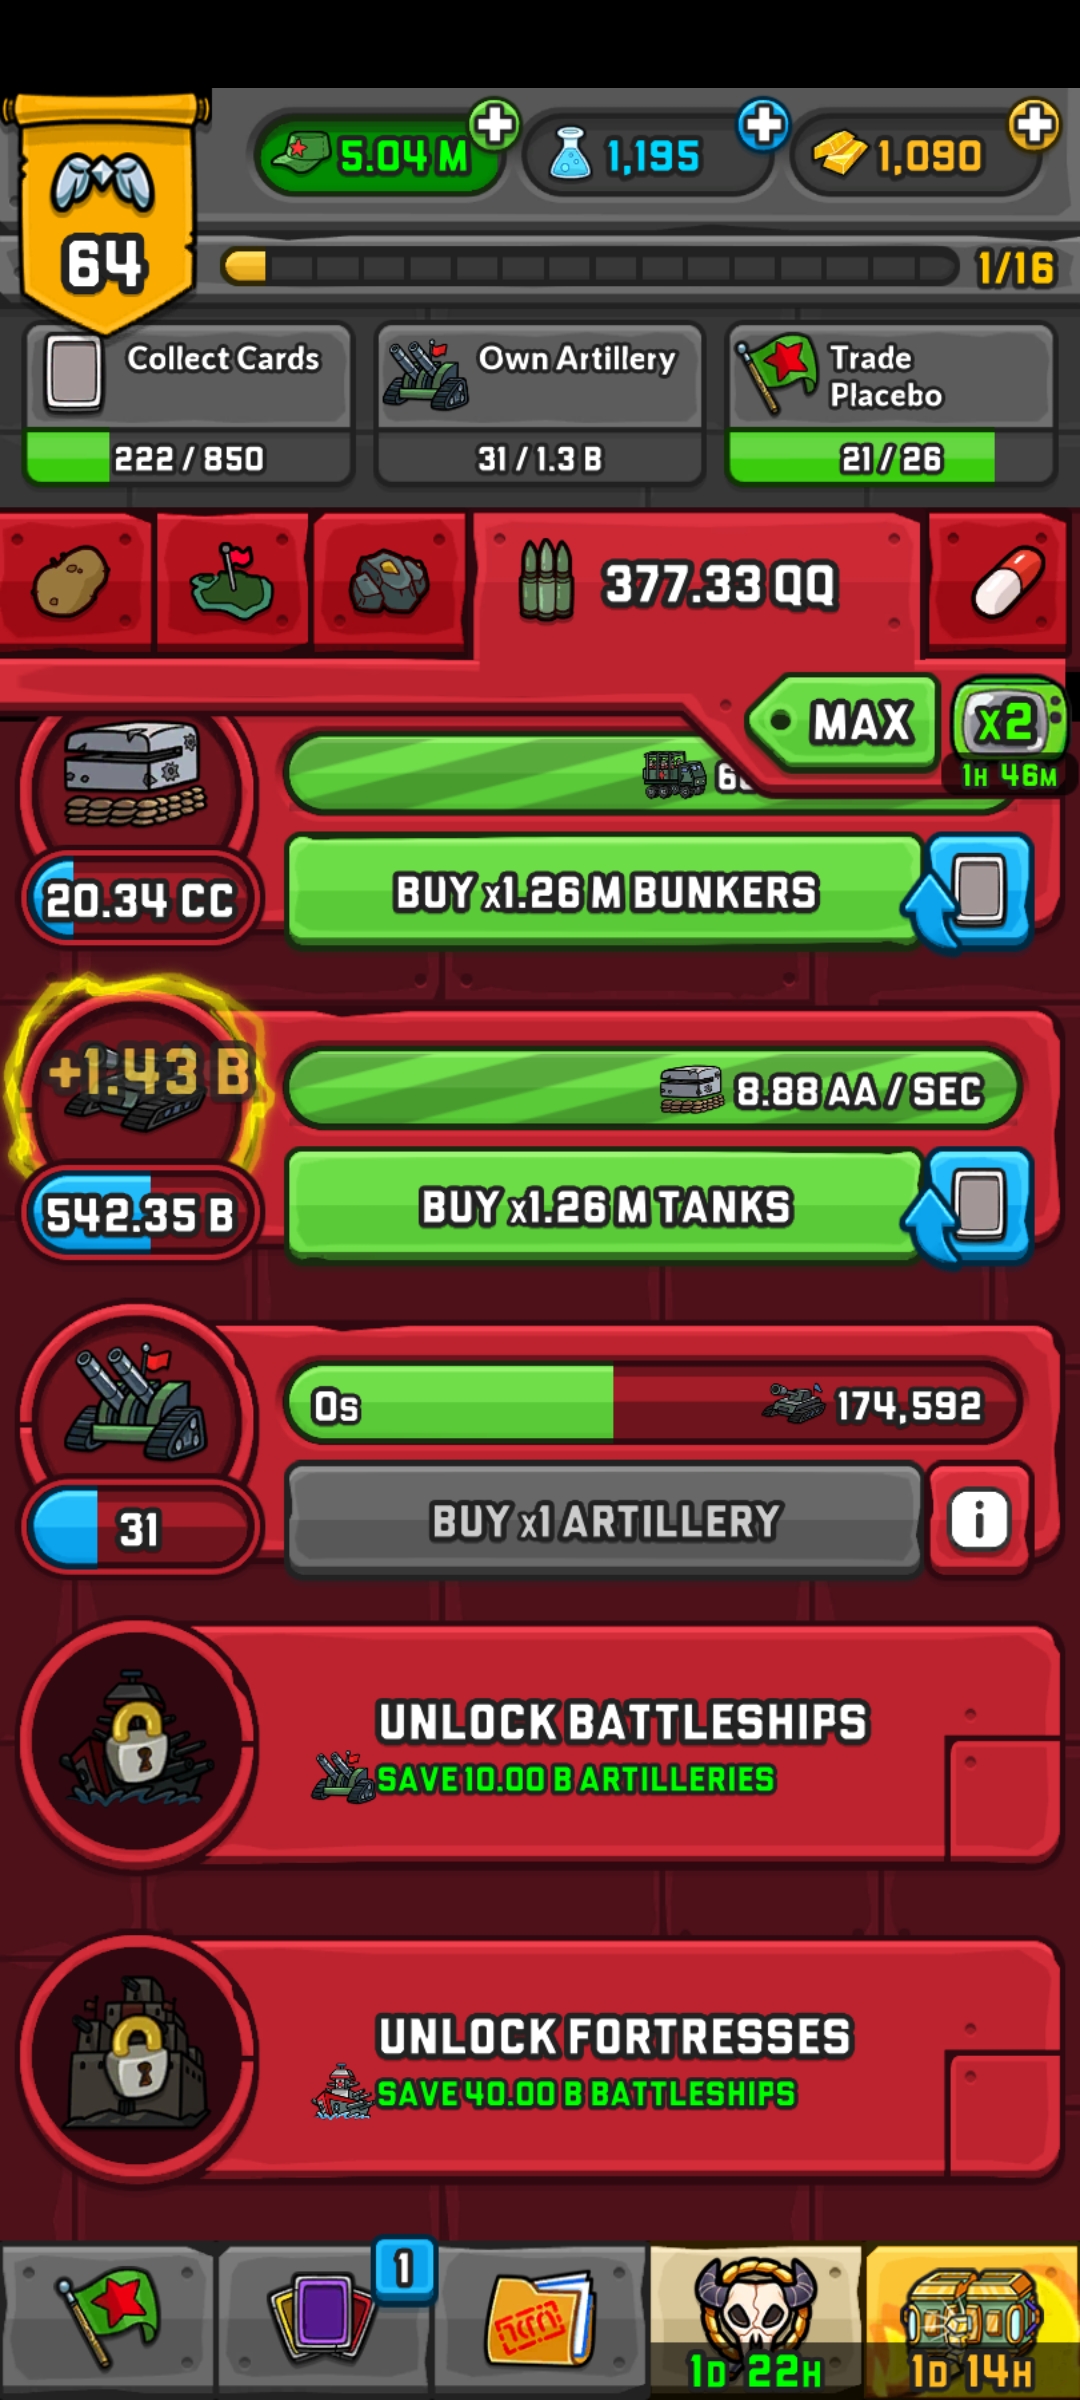 5.04 M
1,195
1,090
64
1/16
Collect Cards
222 / 850
Own Artillery
31 / 1.3 B
Trade
Placebo
21 / 26
377.33 QQ
MAX
x2
1H 46M
20.34 CC
BUY x1.26 M BUNKERS
+1.43 B
8.88 AA / SEC
542.35 B
BUY x1.26 M TANKS
0s
174,592
31
BUY x1 ARTILLERY
i
UNLOCK BATTLESHIPS
SAVE 10.00 B ARTILLERIES
UNLOCK FORTRESSES
SAVE 40.00 B BATTLESHIPS
1
1D 22H
1D 14H